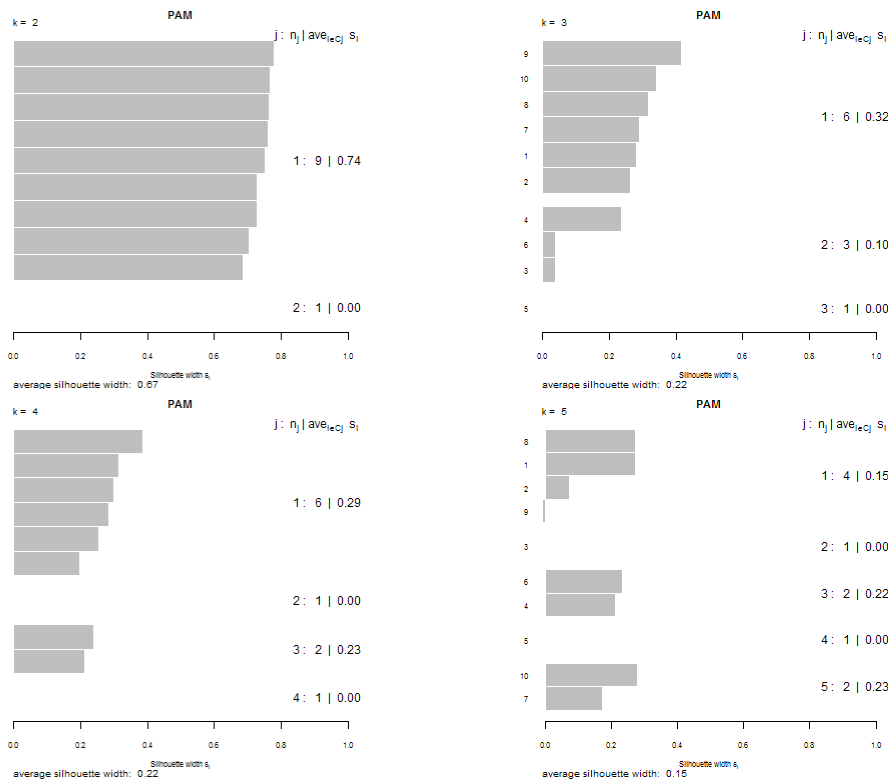 PAM
k = 2
j : nj | aveiϵCj si
1 : 9 | 0.74
2 : 1 | 0.00
0.0 0.2 0.4 0.6 0.8 1.0
Silhouette width si
average silhouette width: 0.67
PAM
k = 3
j : nj | aveiϵCj si
9
10
8
7
1
2
1 : 6 | 0.32
4
6
3
2 : 3 | 0.10
5
3 : 1 | 0.00
0.0 0.2 0.4 0.6 0.8 1.0
Silhouette width si
average silhouette width: 0.22
PAM
k = 4
j : nj | aveiϵCj si
1 : 6 | 0.29
2 : 1 | 0.00
3 : 2 | 0.23
4 : 1 | 0.00
0.0 0.2 0.4 0.6 0.8 1.0
Silhouette width si
average silhouette width: 0.22
PAM
k = 5
j : nj | aveiϵCj si
8
1
2
9
1 : 4 | 0.15
3
2 : 1 | 0.00
6
4
3 : 2 | 0.22
5
4 : 1 | 0.00
10
7
5 : 2 | 0.23
0.0 0.2 0.4 0.6 0.8 1.0
Silhouette width si
average silhouette width: 0.15